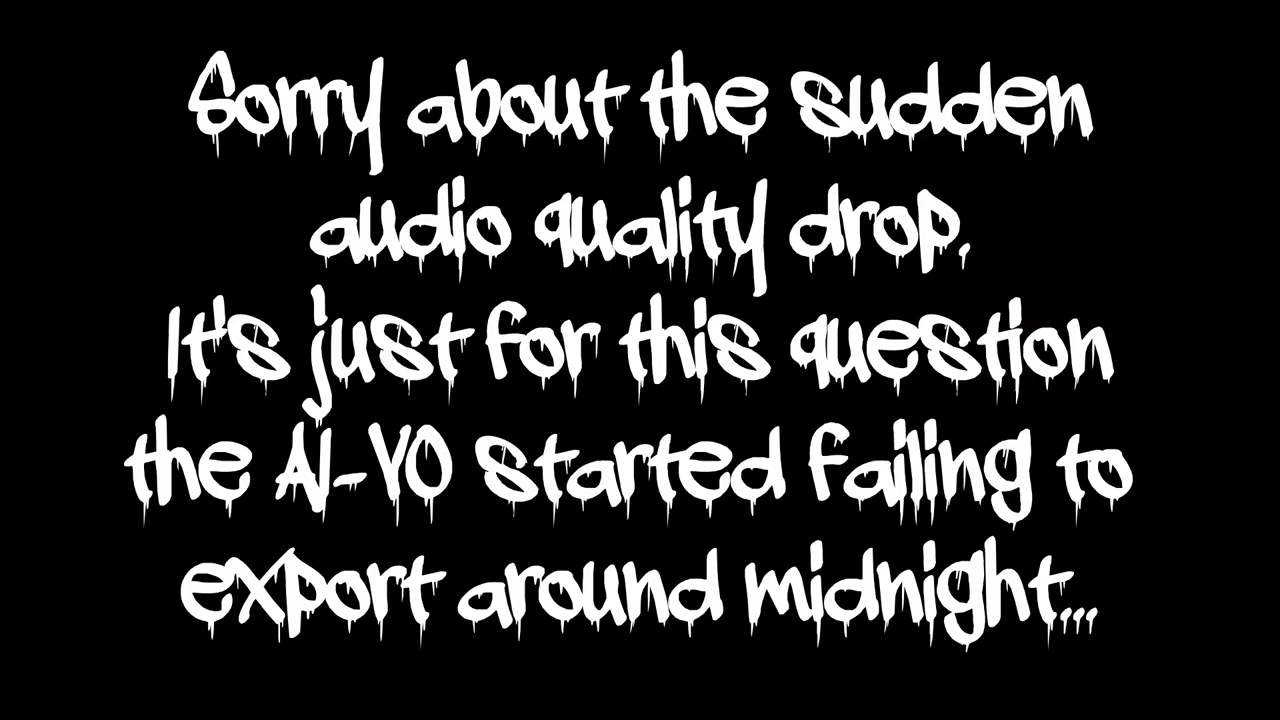 Sorry about the sudden
audio quality drop.
It's just for this question
the AI-YO started failing to
export around midnight...